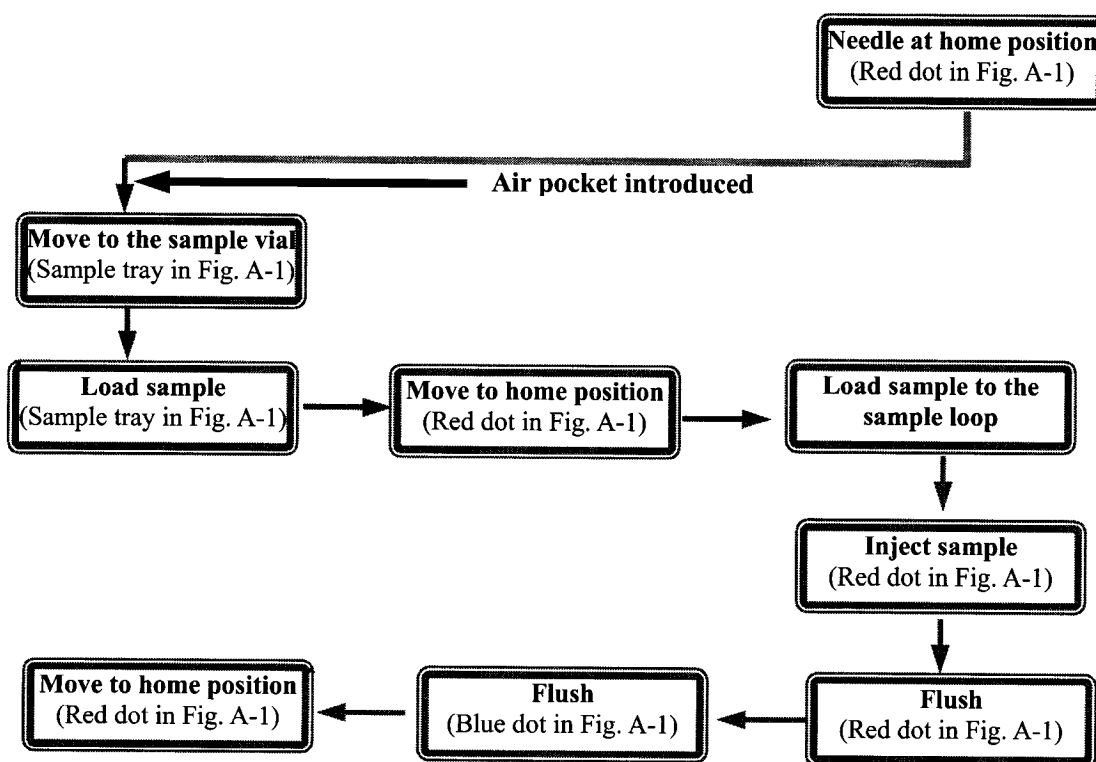 Needle at home position
(Red dot in Fig. A-1)
Air pocket introduced
Move to the sample vial
(Sample tray in Fig. A-1)
Load sample
(Sample tray in Fig. A-1)
Move to home position
(Red dot in Fig. A-1)
Load sample to the
sample loop
Inject sample
(Red dot in Fig. A-1)
Flush
(Red dot in Fig. A-1)
Flush
(Blue dot in Fig. A-1)
Move to home position
(Red dot in Fig. A-1)